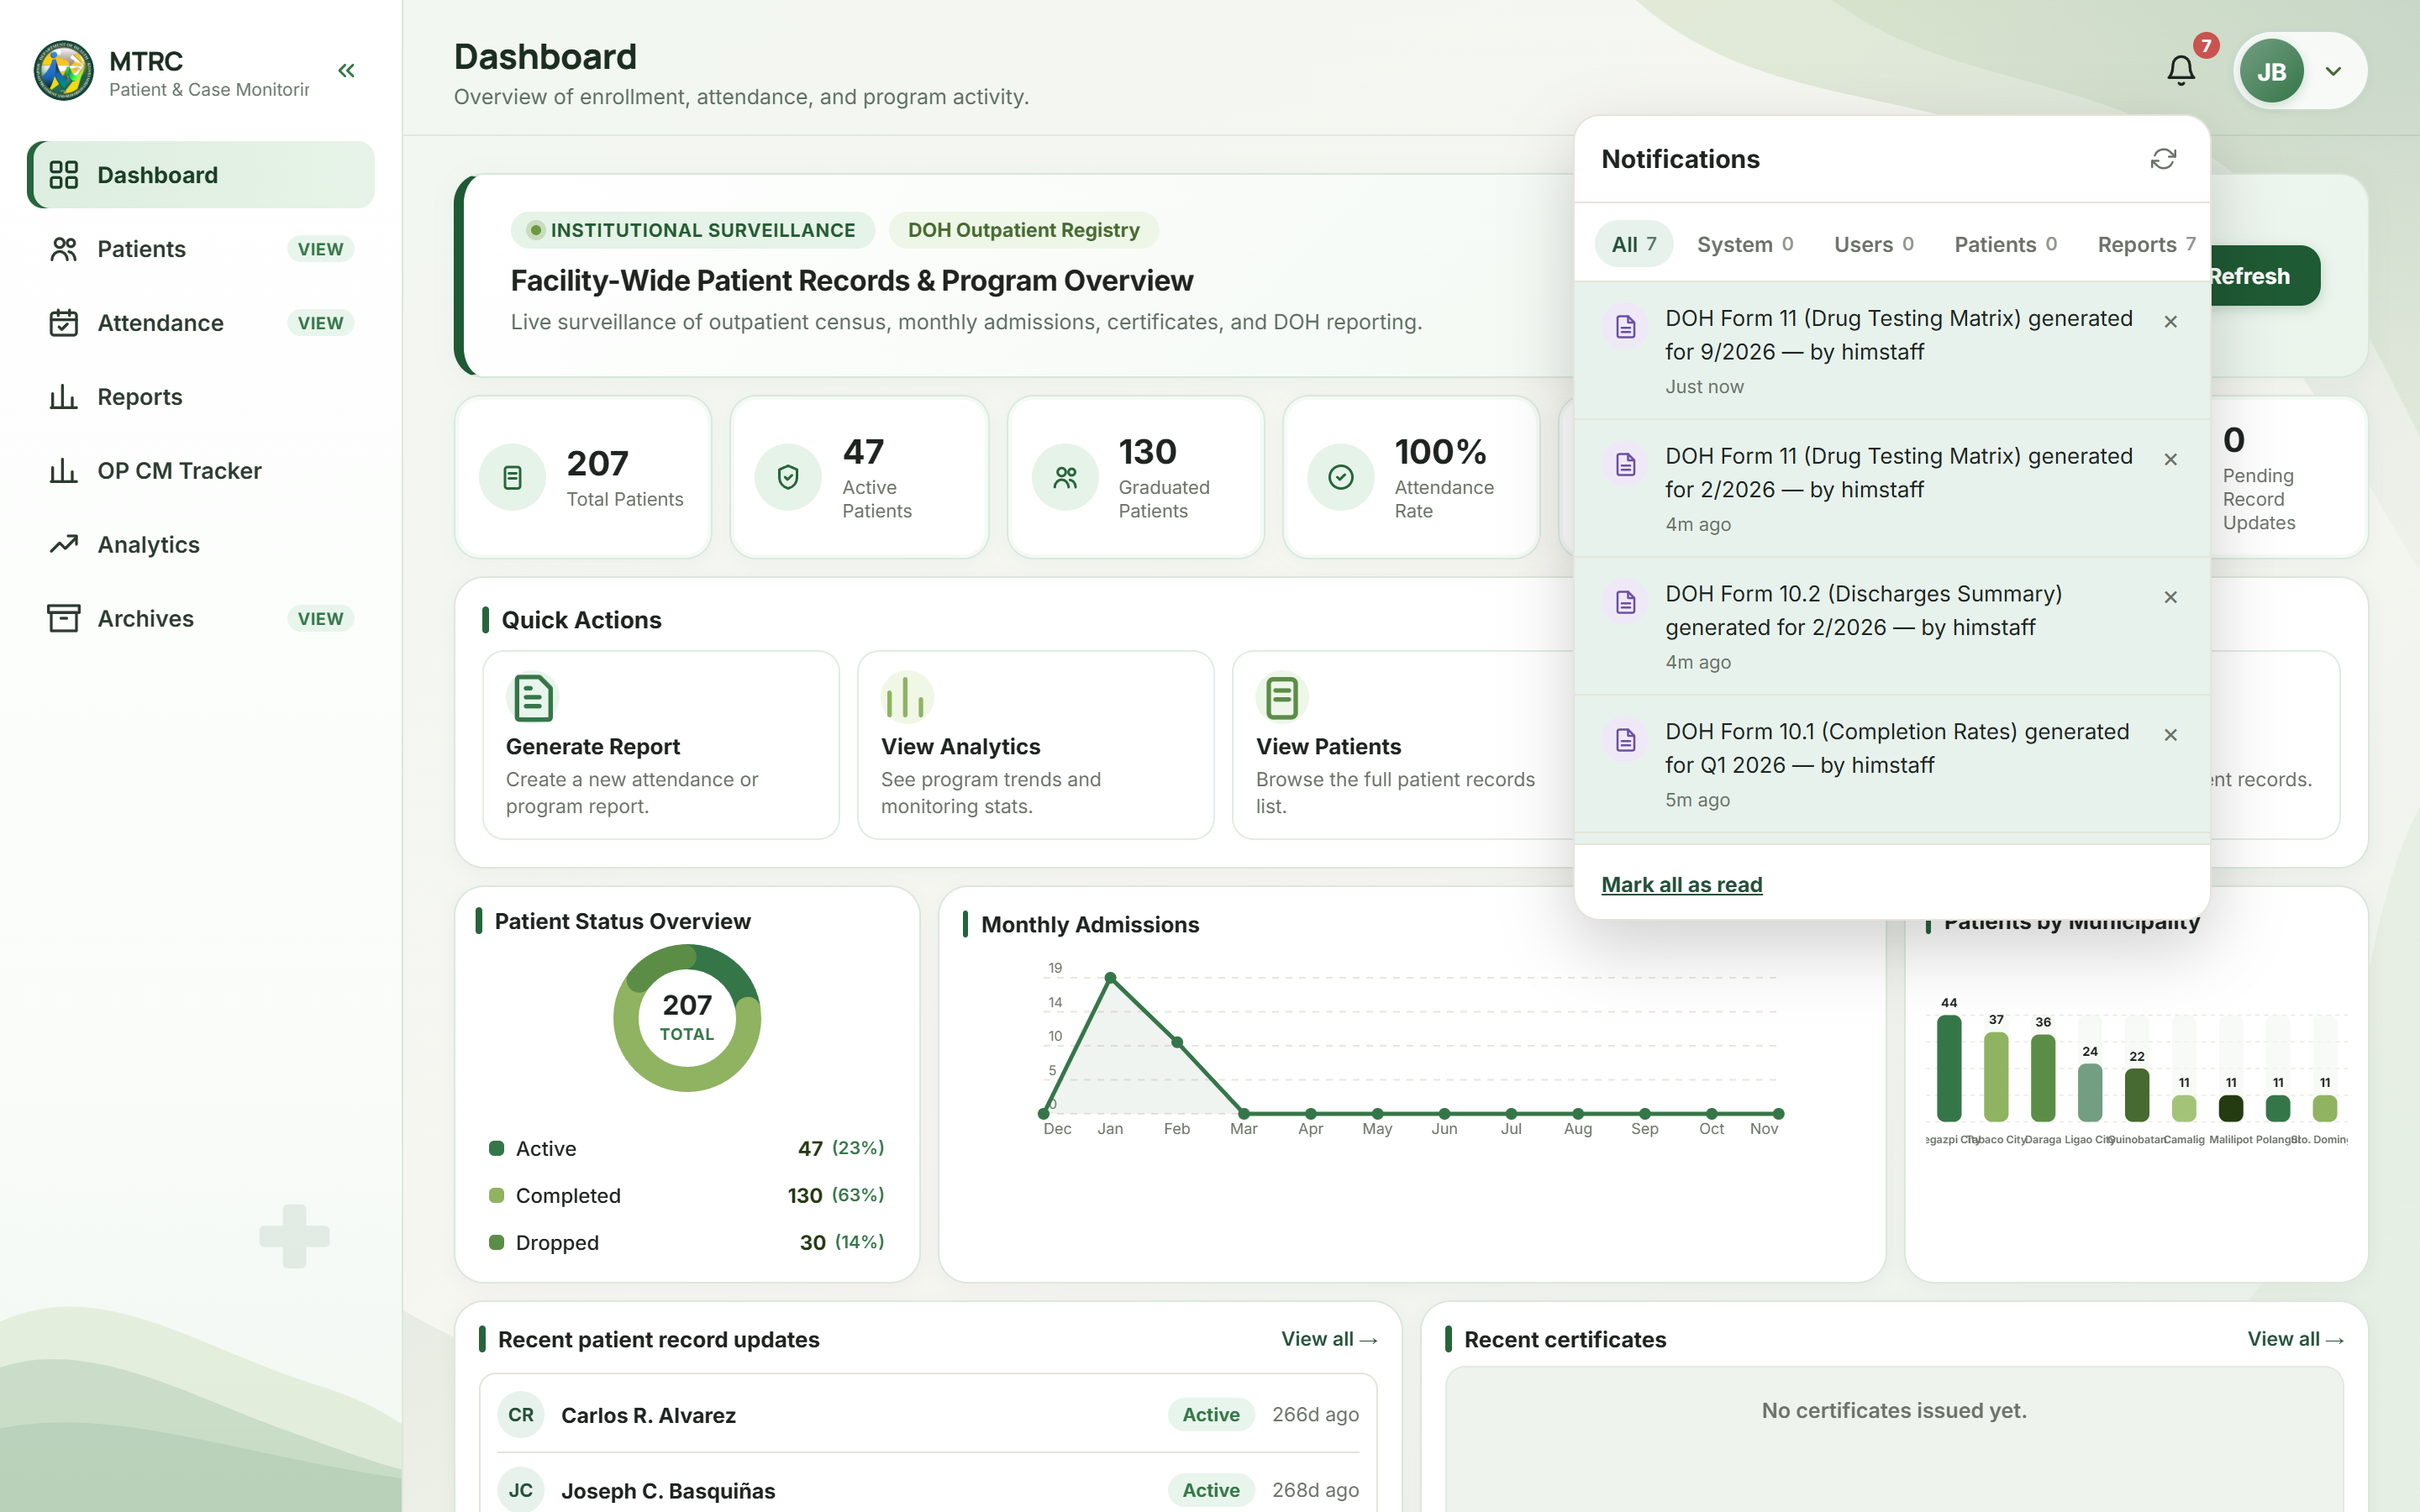 MTRC
Patient & Case Monitorir
Dashboard
Patients VIEW
Attendance VIEW
Reports
OP CM Tracker
Analytics
Archives VIEW
Dashboard
Overview of enrollment, attendance, and program activity.
7
JB
INSTITUTIONAL SURVEILLANCE
DOH Outpatient Registry
Facility-Wide Patient Records & Program Overview
Live surveillance of outpatient census, monthly admissions, certificates, and DOH reporting.
Refresh
207
Total Patients
47
Active
Patients
130
Graduated
Patients
100%
Attendance
Rate
0
Pending
Record
Updates
Notifications
All 7
System 0
Users 0
Patients 0
Reports 7
DOH Form 11 (Drug Testing Matrix) generated
for 9/2026 — by himstaff
Just now
DOH Form 11 (Drug Testing Matrix) generated
for 2/2026 — by himstaff
4m ago
DOH Form 10.2 (Discharges Summary)
generated for 2/2026 — by himstaff
4m ago
DOH Form 10.1 (Completion Rates) generated
for Q1 2026 — by himstaff
5m ago
Mark all as read
Quick Actions
Generate Report
Create a new attendance or
program report.
View Analytics
See program trends and
monitoring stats.
View Patients
Browse the full patient records
list.
records.
Patient Status Overview
207
TOTAL
Active 47 (23%)
Completed 130 (63%)
Dropped 30 (14%)
Monthly Admissions
19
14
10
5
0
Dec Jan Feb Mar Apr May Jun Jul Aug Sep Oct Nov
Patients by Municipality
44 37 36 24 22 11 11 11 11
Daraga Camalig Malilipot
Recent patient record updates
View all →
CR Carlos R. Alvarez Active 266d ago
JC Joseph C. Basquiñas Active 268d ago
Recent certificates
View all →
No certificates issued yet.